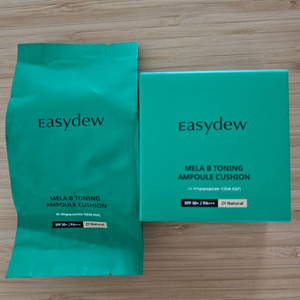 Easydew
MELA B TONING
AMPOULE CUSHION
SPF 50+ / PA+++
21 Natural
Easydew
MELA B TONING
AMPOULE CUSHION
SPF 50+ / PA+++
21 Natural